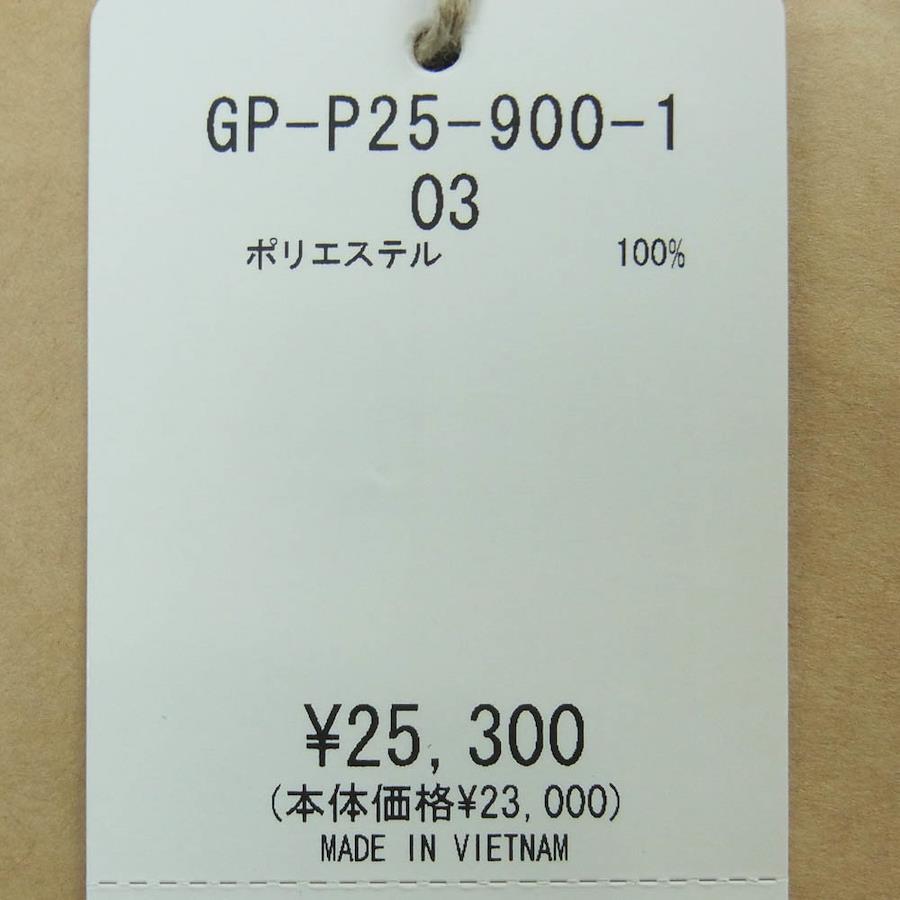 GP-P25-900-1
03
ポリエステル 100%
¥25,300
(本体価格¥23,000)
MADE IN VIETNAM